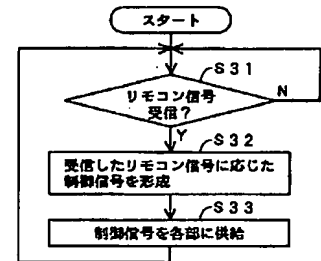 スタート
S31
リモコン信号
受信?
N
Y
S32
受信したリモコン信号に応じた
制御信号を形成
S33
制御信号を各部に供給